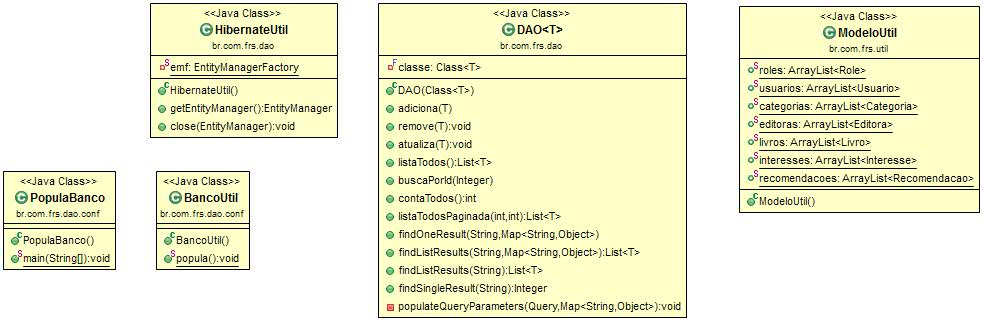 <<Java Class>>
HibernateUtil
br.com.frs.dao
emf: EntityManagerFactory
HibernateUtil()
getEntityManager():EntityManager
close(EntityManager):void
<<Java Class>>
DAO<T>
br.com.frs.dao
classe: Class<T>
DAO(Class<T>)
adiciona(T)
remove(T):void
atualiza(T):void
listaTodos():List<T>
buscaPorId(Integer)
contaTodos():int
listaTodosPaginada(int,int):List<T>
findOneResult(String,Map<String,Object>)
findListResults(String,Map<String,Object>):List<T>
findListResults(String):List<T>
findSingleResult(String):Integer
populateQueryParameters(Query,Map<String,Object>):void
<<Java Class>>
ModeloUtil
br.com.frs.util
roles: ArrayList<Role>
usuarios: ArrayList<Usuario>
categorias: ArrayList<Categoria>
editoras: ArrayList<Editora>
livros: ArrayList<Livro>
interesses: ArrayList<Interesse>
recomendacoes: ArrayList<Recomendacao>
ModeloUtil()
<<Java Class>>
PopulaBanco
br.com.frs.dao.conf
PopulaBanco()
main(String[]):void
<<Java Class>>
BancoUtil
br.com.frs.dao.conf
BancoUtil()
popula():void